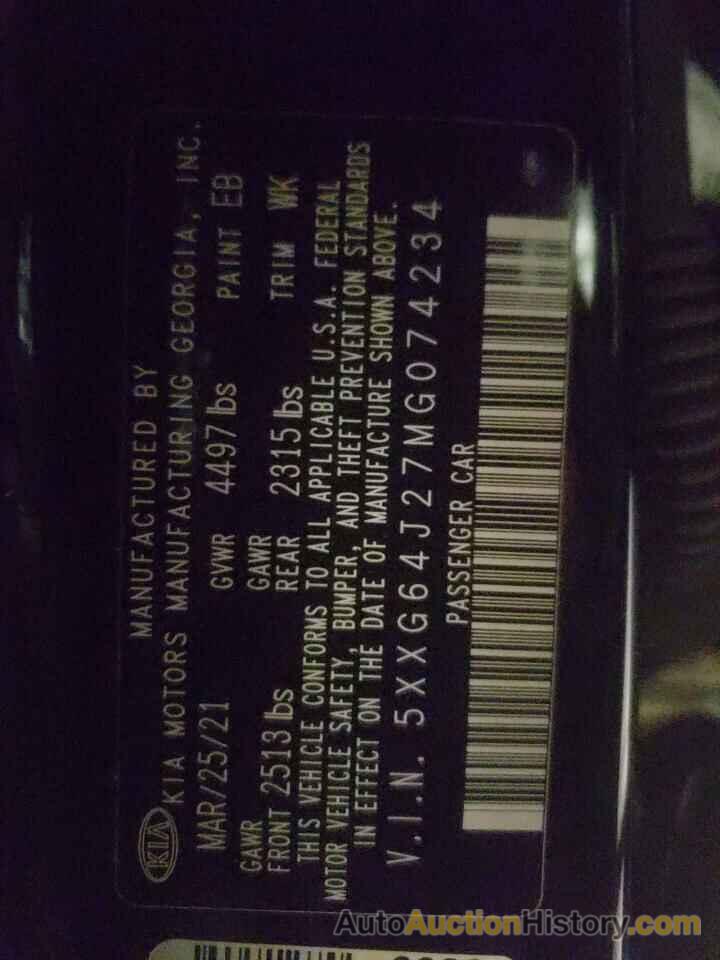 KIA
MANUFACTURED BY
KIA MOTORS MANUFACTURING GEORGIA, INC.
MAR/25/21 GVWR 4497 lbs PAINT EB
GAWR GAWR
FRONT 2513 lbs REAR 2315 lbs TRIM WK
THIS VEHICLE CONFORMS TO ALL APPLICABLE U.S.A. FEDERAL
MOTOR VEHICLE SAFETY, BUMPER, AND THEFT PREVENTION STANDARDS
IN EFFECT ON THE DATE OF MANUFACTURE SHOWN ABOVE.
V.I.N. 5XXG64J27MG074234
PASSENGER CAR
AutoAuctionHistory.com